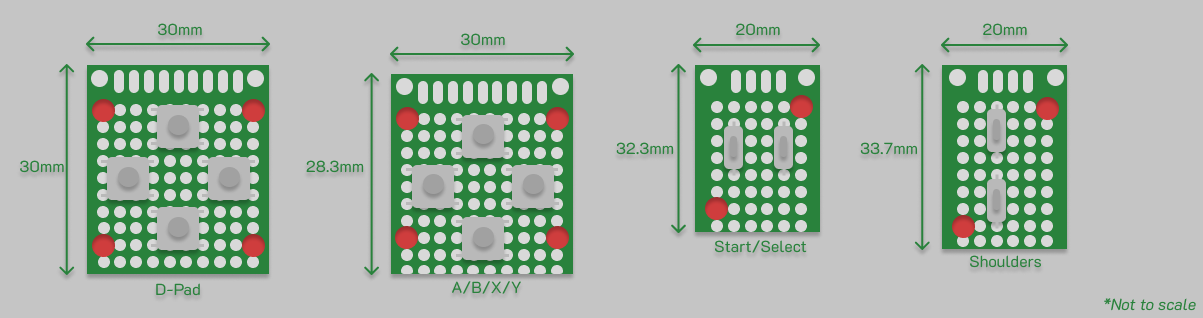 30mm
30mm
D-Pad
30mm
28.3mm
A/B/X/Y
20mm
32.3mm
Start/Select
20mm
33.7mm
Shoulders
*Not to scale